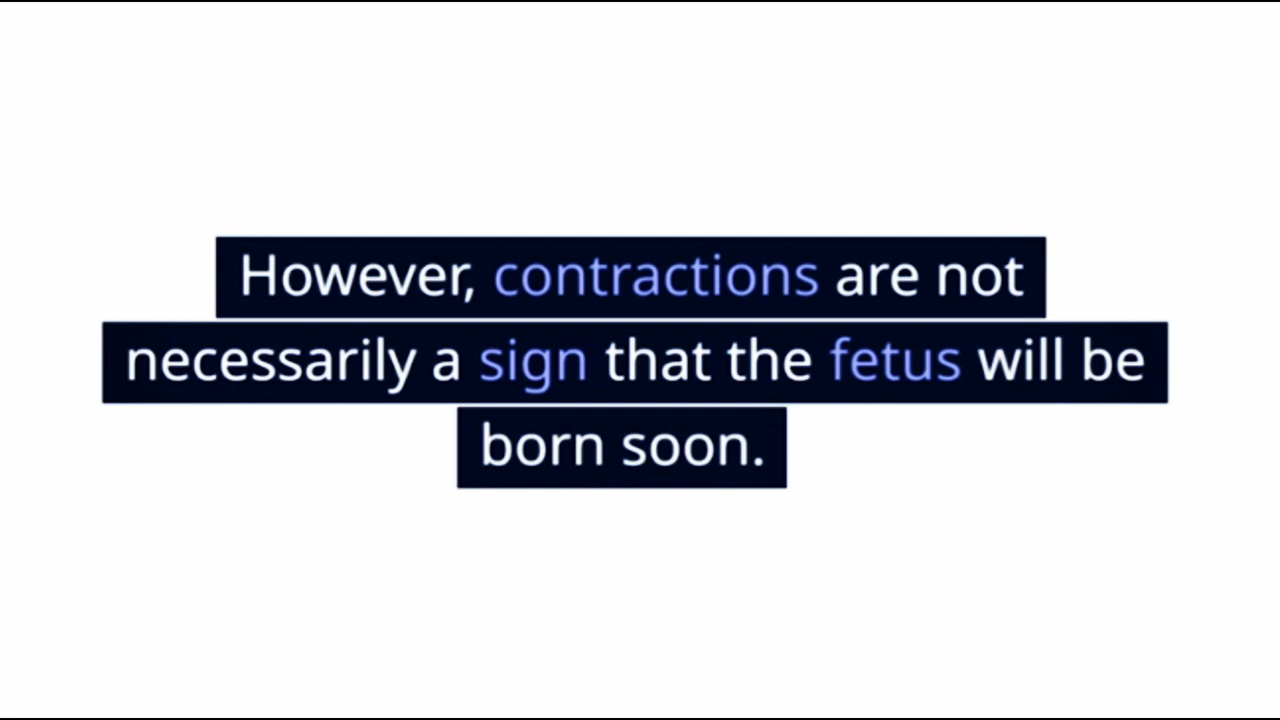 However, contractions are not
necessarily a sign that the fetus will be
born soon.